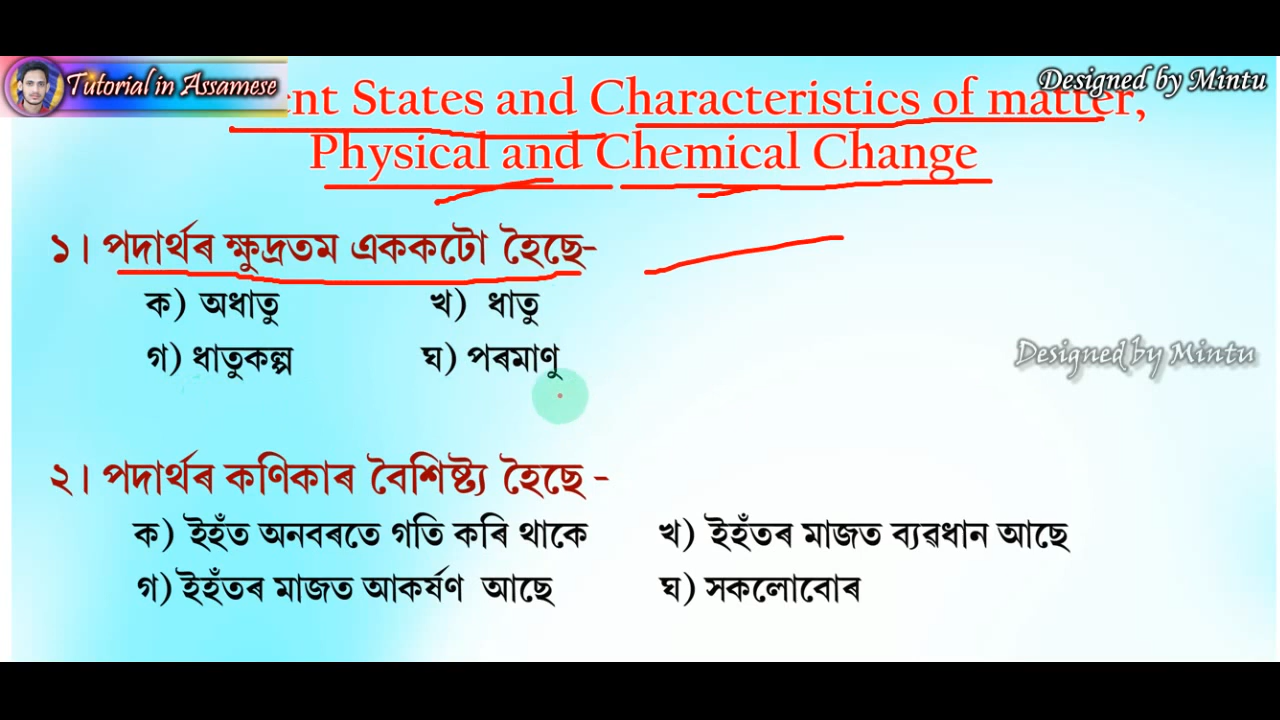 Tutorial in Assamese
Designed by Mintu
ent States and Characteristics of matter,
Physical and Chemical Change
১। পদাৰ্থৰ ক্ষুদ্ৰতম এককটো হৈছে-
ক) অধাতু খ) ধাতু
গ) ধাতুকল্প ঘ) পৰমাণু
Designed by Mintu
২। পদাৰ্থৰ কণিকাৰ বৈশিষ্ট্য হৈছে -
ক) ইহঁত অনবৰতে গতি কৰি থাকে খ) ইহঁতৰ মাজত ব্যৱধান আছে
গ) ইহঁতৰ মাজত আকৰ্ষণ আছে ঘ) সকলোবোৰ